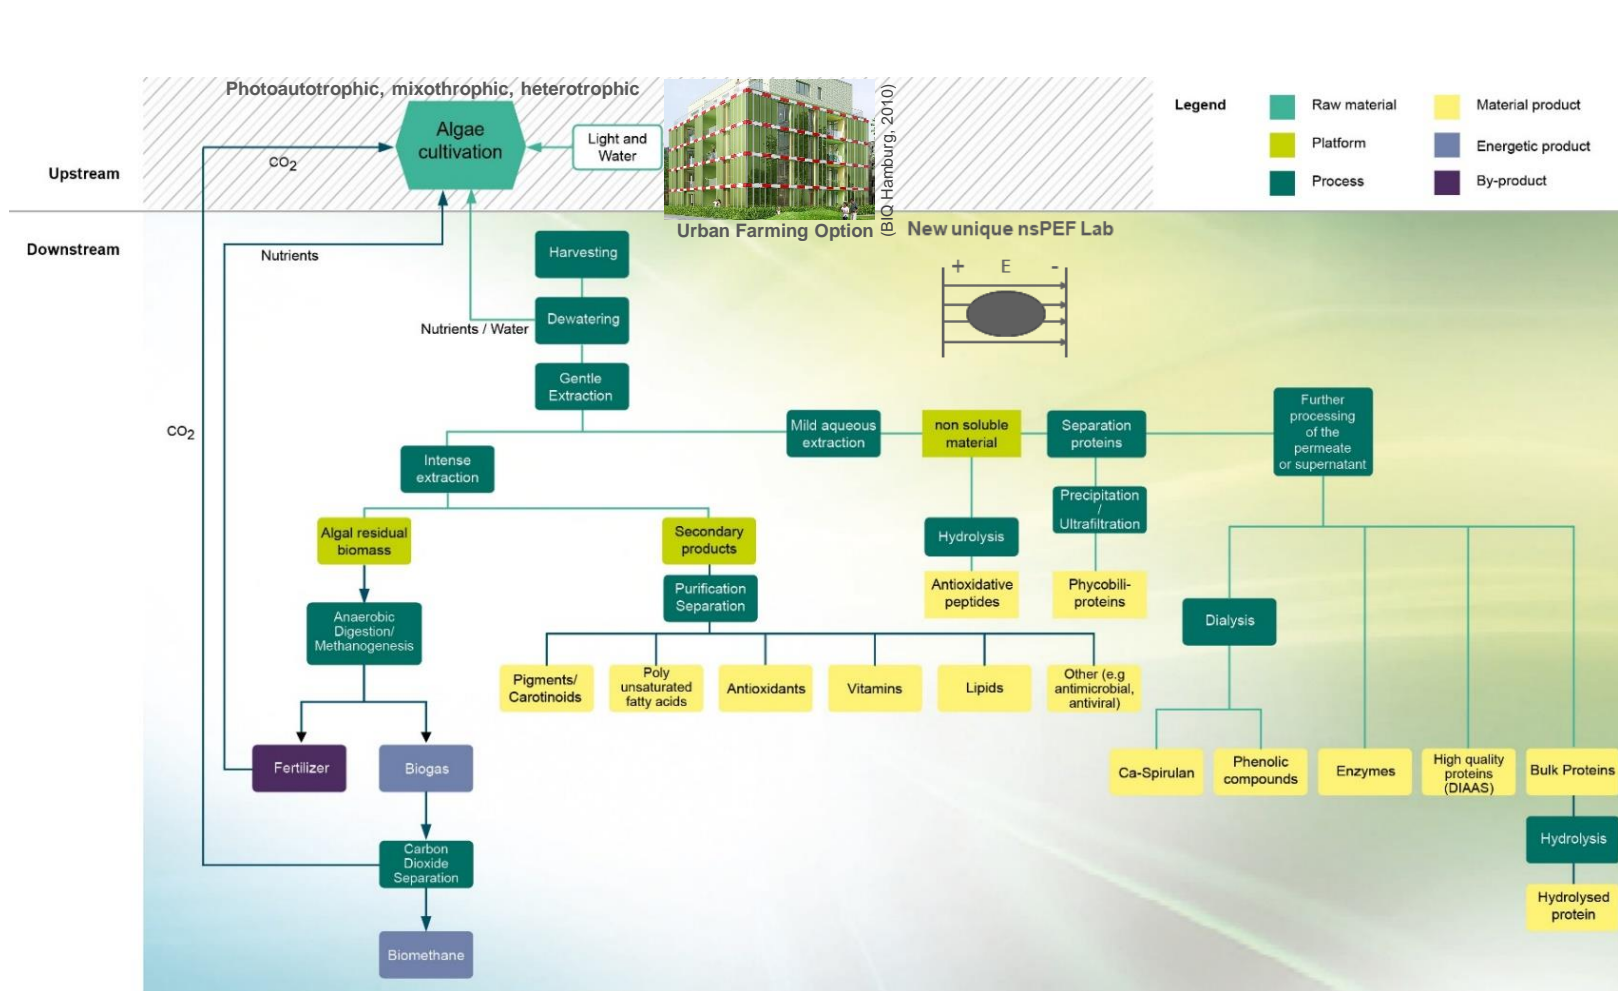 Photoautotrophic, mixothrophic, heterotrophic
Algae
cultivation
Light and
Water
CO2
Upstream
(BIQ Hamburg, 2010)
Legend
Raw material
Material product
Platform
Energetic product
Process
By-product
Urban Farming Option
New unique nsPEF Lab
Downstream
Nutrients
Harvesting
+ E -
Dewatering
Nutrients / Water
Gentle
Extraction
CO2
Mild aqueous
extraction
non soluble
material
Separation
proteins
Further
processing
of the
permeate
or supernatant
Intense
extraction
Precipitation
/
Ultrafiltration
Algal residual
biomass
Secondary
products
Hydrolysis
Purification
Separation
Antioxidative
peptides
Phycobili-
proteins
Anaerobic
Digestion/
Methanogenesis
Dialysis
Pigments/
Carotinoids
Poly
unsaturated
fatty acids
Antioxidants
Vitamins
Lipids
Other (e.g
antimicrobial,
antiviral)
Fertilizer
Biogas
Ca-Spirulan
Phenolic
compounds
Enzymes
High quality
proteins
(DIAAS)
Bulk Proteins
Carbon
Dioxide
Separation
Hydrolysis
Hydrolysed
protein
Biomethane